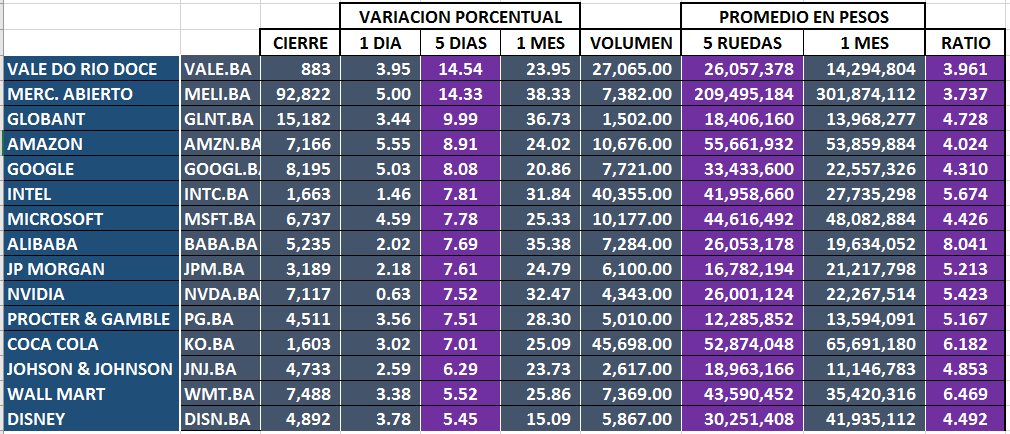 VARIACION PORCENTUAL PROMEDIO EN PESOS
CIERRE 1 DIA 5 DIAS 1 MES VOLUMEN 5 RUEDAS 1 MES RATIO
VALE DO RIO DOCE VALE.BA 883 3.95 14.54 23.95 27,065.00 26,057,378 14,294,804 3.961
MERC. ABIERTO MELI.BA 92,822 5.00 14.33 38.33 7,382.00 209,495,184 301,874,112 3.737
GLOBANT GLNT.BA 15,182 3.44 9.99 36.73 1,502.00 18,406,160 13,968,277 4.728
AMAZON AMZN.BA 7,166 5.55 8.91 24.02 10,676.00 55,661,932 53,859,884 4.024
GOOGLE GOOGL.BA 8,195 5.03 8.08 20.86 7,721.00 33,433,600 22,557,326 4.310
INTEL INTC.BA 1,663 1.46 7.81 31.84 40,355.00 41,958,660 27,735,298 5.674
MICROSOFT MSFT.BA 6,737 4.59 7.78 25.33 10,177.00 44,616,492 48,082,884 4.426
ALIBABA BABA.BA 5,235 2.02 7.69 35.38 7,284.00 26,053,178 19,634,052 8.041
JP MORGAN JPM.BA 3,189 2.18 7.61 24.79 6,100.00 16,782,194 21,217,798 5.213
NVIDIA NVDA.BA 7,117 0.63 7.52 32.47 4,343.00 26,001,124 22,267,514 5.423
PROCTER & GAMBLE PG.BA 4,511 3.56 7.51 28.30 5,010.00 12,285,852 13,594,091 5.167
COCA COLA KO.BA 1,603 3.02 7.01 25.09 45,698.00 52,874,048 65,691,180 6.182
JOHSON & JOHNSON JNJ.BA 4,733 2.59 6.29 23.73 2,617.00 18,963,166 11,146,783 4.853
WALL MART WMT.BA 7,488 3.38 5.52 25.86 7,369.00 43,590,452 35,420,316 6.469
DISNEY DISN.BA 4,892 3.78 5.45 15.09 5,867.00 30,251,408 41,935,112 4.492